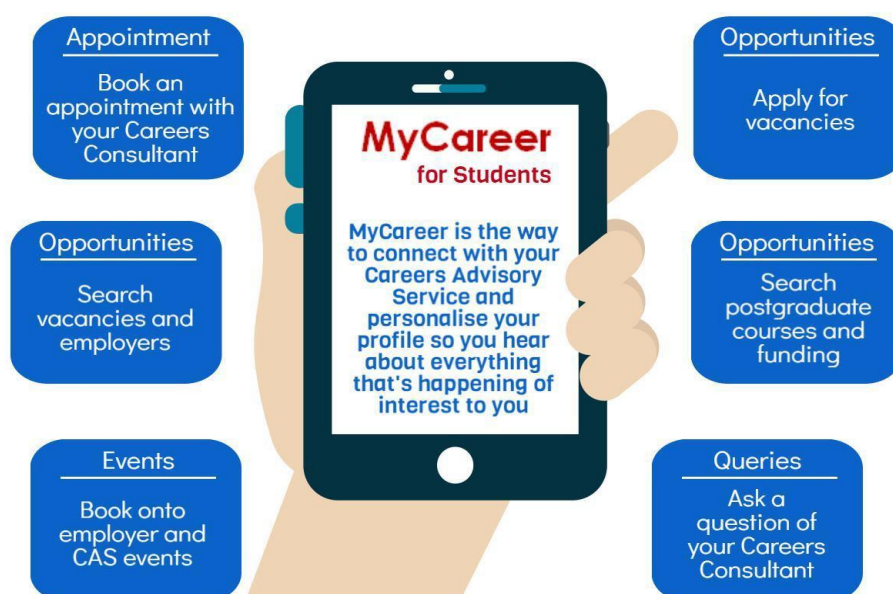 Appointment
Book an
appointment with
your Careers
Consultant
Opportunities
Search
vacancies and
employers
Events
Book onto
employer and
CAS events
MyCareer
for Students
MyCareer is the way
to connect with your
Careers Advisory
Service and
personalise your
profile so you hear
about everything
that's happening of
interest to you
Opportunities
Apply for
vacancies
Opportunities
Search
postgraduate
courses and
funding
Queries
Ask a
question of
your Careers
Consultant